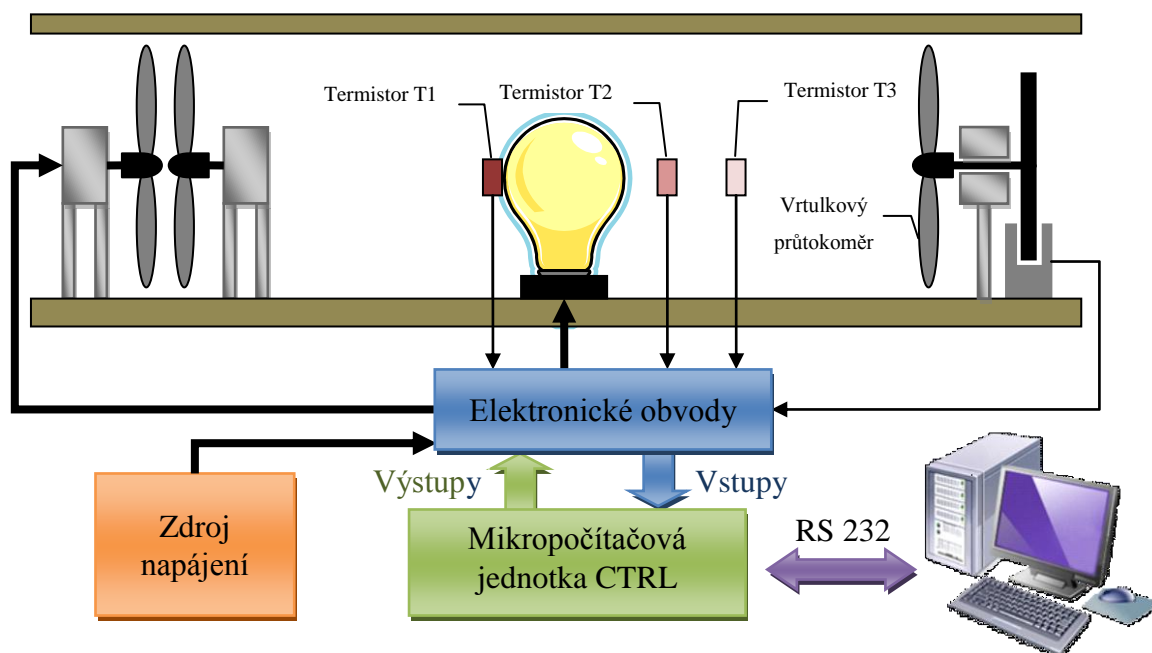 Termistor T1
Termistor T2
Termistor T3
Vrtulkový
průtokoměr
Elektronické obvody
Výstupy
Vstupy
Zdroj
napájení
Mikropočítačová
jednotka CTRL
RS 232